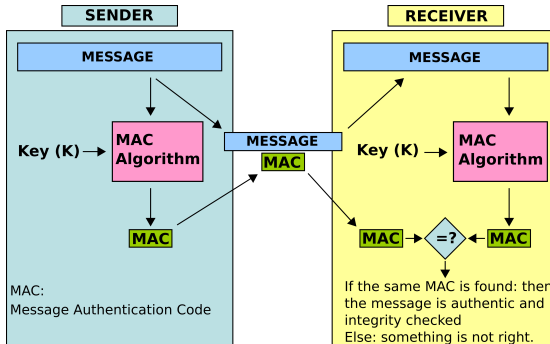 SENDER
RECEIVER
MESSAGE
MESSAGE
MESSAGE
MAC
Key (K)
MAC
Algorithm
Key (K)
MAC
Algorithm
MAC
MAC
=?
MAC
MAC:
Message Authentication Code
If the same MAC is found: then
the message is authentic and
integrity checked
Else: something is not right.